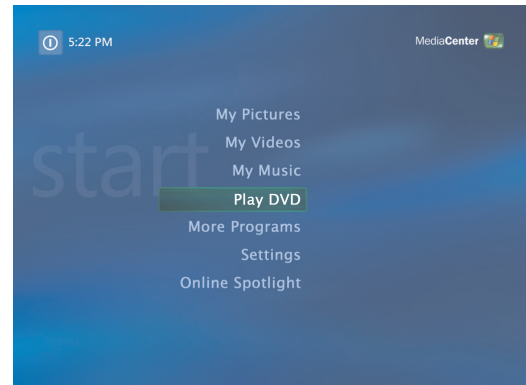 5:22 PM
MediaCenter
start
My Pictures
My Videos
My Music
Play DVD
More Programs
Settings
Online Spotlight